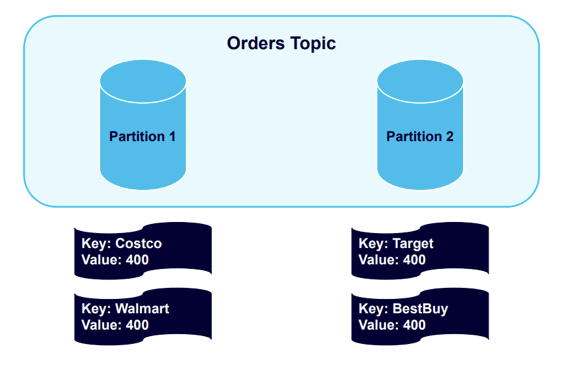 Orders Topic
Partition 1
Partition 2
Key: Costco
Value: 400
Key: Target
Value: 400
Key: Walmart
Value: 400
Key: BestBuy
Value: 400